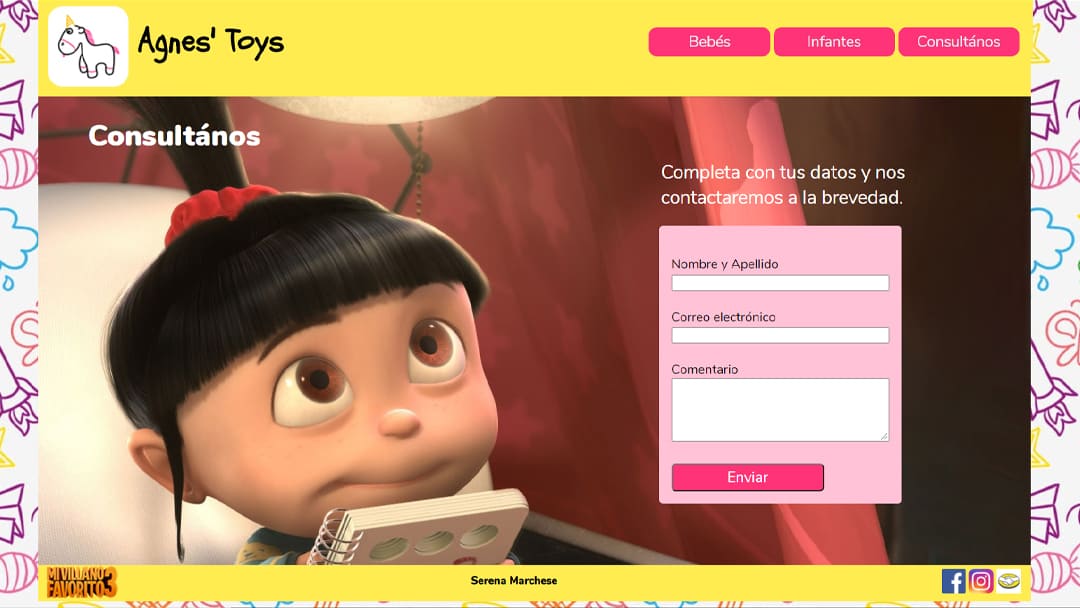 Agnes' Toys
Bebés
Infantes
Consultános
Consultános
Completa con tus datos y nos
contactaremos a la brevedad.
Nombre y Apellido
Correo electrónico
Comentario
Enviar
MI VILLANO
FAVORITO 3
Serena Marchese